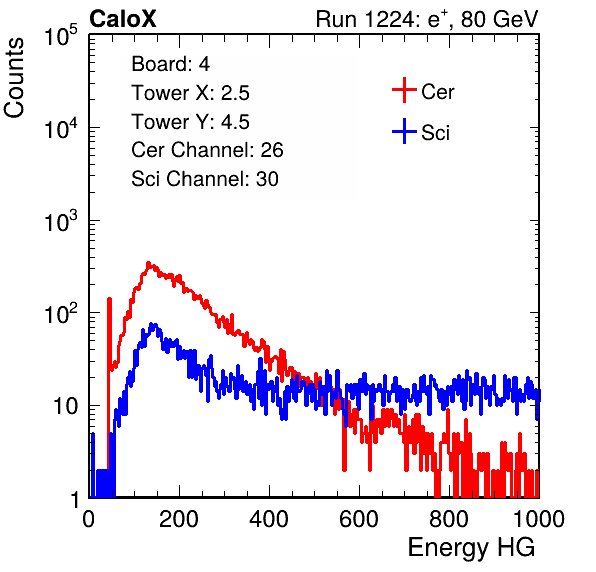 CaloX Run 1224: e⁺, 80 GeV
Counts
Board: 4
Tower X: 2.5
Tower Y: 4.5
Cer Channel: 26
Sci Channel: 30
Cer
Sci
10⁵
10⁴
10³
10²
10
1
0 200 400 600 800 1000
Energy HG